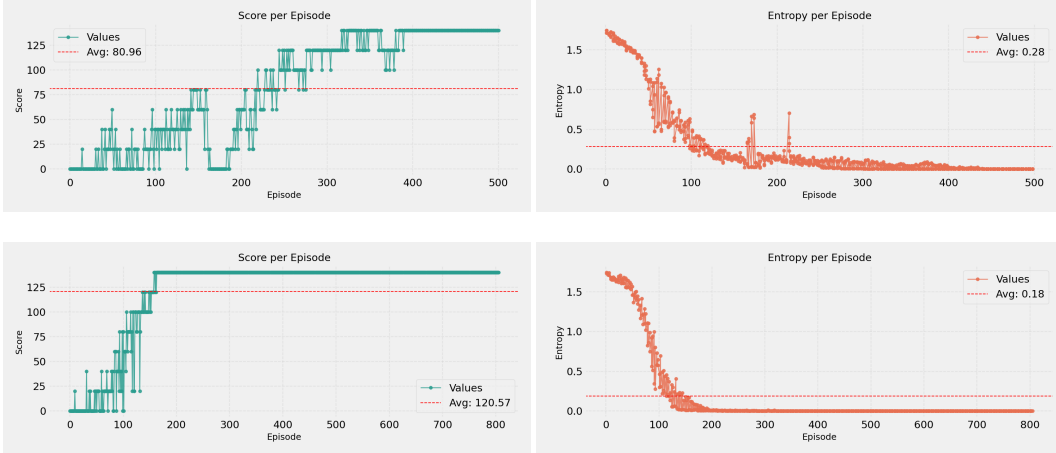 Score per Episode
Score
125
100
75
50
25
0
Values
Avg: 80.96
0 100 200 300 400 500
Episode
Entropy per Episode
Entropy
1.5
1.0
0.5
0.0
Values
Avg: 0.28
0 100 200 300 400 500
Episode
Score per Episode
Score
125
100
75
50
25
0
Values
Avg: 120.57
0 100 200 300 400 500 600 700 800
Episode
Entropy per Episode
Entropy
1.5
1.0
0.5
0.0
Values
Avg: 0.18
0 100 200 300 400 500 600 700 800
Episode